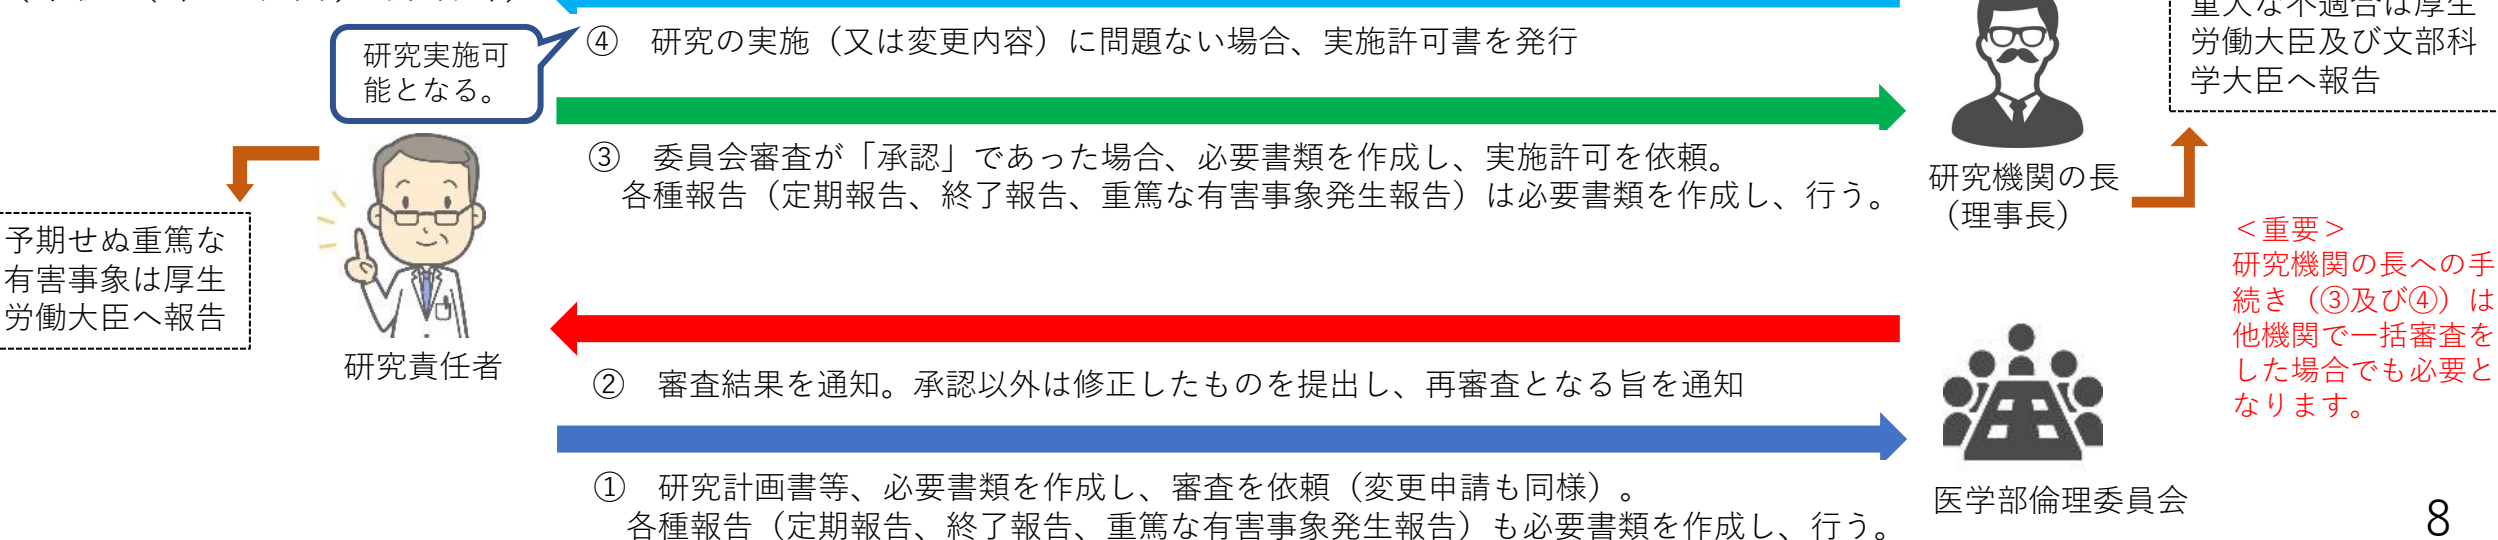 重大な不適合は厚生
労働大臣及び文部科
学大臣へ報告
④　研究の実施（又は変更内容）に問題ない場合、実施許可書を発行
研究実施可
能となる。
③　委員会審査が「承認」であった場合、必要書類を作成し、実施許可を依頼。
各種報告（定期報告、終了報告、重篤な有害事象発生報告）は必要書類を作成し、行う。
研究機関の長
（理事長）
予期せぬ重篤な
有害事象は厚生
労働大臣へ報告
＜重要＞
研究機関の長への手
続き（③及び④）は
他機関で一括審査を
した場合でも必要と
なります。
研究責任者
②　審査結果を通知。承認以外は修正したものを提出し、再審査となる旨を通知
①　研究計画書等、必要書類を作成し、審査を依頼（変更申請も同様）。
各種報告（定期報告、終了報告、重篤な有害事象発生報告）も必要書類を作成し、行う。
医学部倫理委員会
8